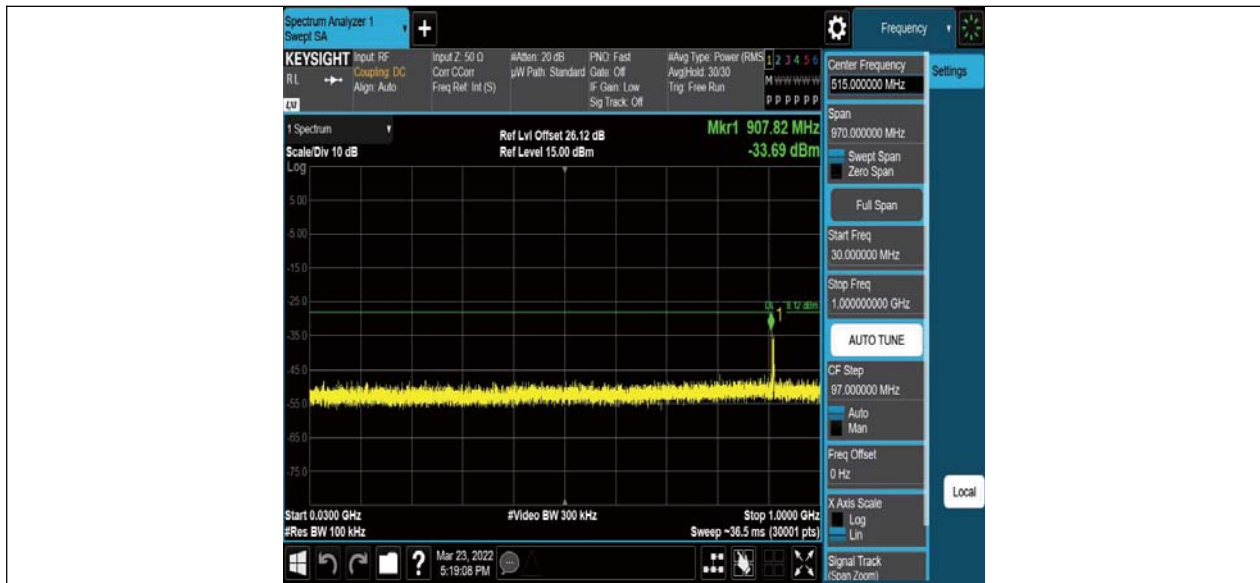 Spectrum Analyzer 1
Swept SA
+
Frequency
KEYSIGHT
RL
LXI
Input: RF
Coupling: DC
Align: Auto
Input Z: 50 Ω
Corr CCorr
Freq Ref: Int (S)
#Atten: 20 dB
µW Path: Standard
PNO: Fast
Gate: Off
IF Gain: Low
Sig Track: Off
#Avg Type: Power (RMS
Avg|Hold: 30/30
Trig: Free Run
1 2 3 4 5 6
M W W W W W
P P P P P P
1 Spectrum
Scale/Div 10 dB
Log
Ref Lvl Offset 26.12 dB
Ref Level 15.00 dBm
Mkr1 907.82 MHz
-33.69 dBm
5.00
-5.00
-15.0
-25.0
-35.0
-45.0
-55.0
-65.0
-75.0
1
Start 0.0300 GHz
#Res BW 100 kHz
#Video BW 300 kHz
Stop 1.0000 GHz
Sweep ~36.5 ms (30001 pts)
Center Frequency
515.000000 MHz
Settings
Span
970.000000 MHz
Swept Span
Zero Span
Full Span
Start Freq
30.000000 MHz
Stop Freq
1.000000000 GHz
AUTO TUNE
CF Step
97.000000 MHz
Auto
Man
Freq Offset
0 Hz
X Axis Scale
Log
Lin
Local
Signal Track
(Span Zoom)
?
Mar 23, 2022
5:19:08 PM